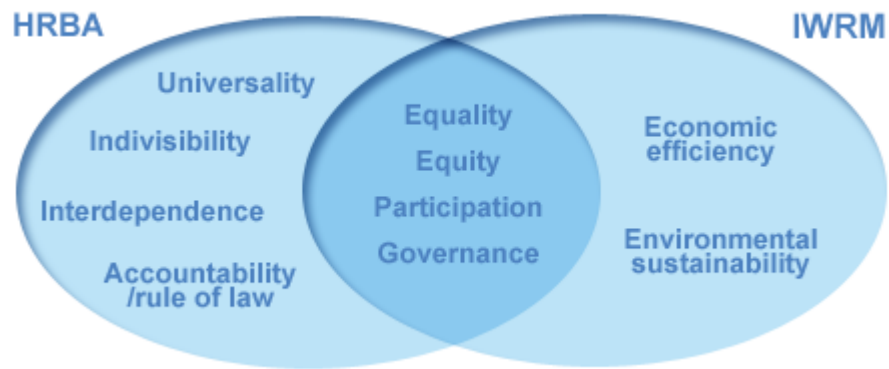 HRBA
IWRM
Universality
Indivisibility
Interdependence
Accountability
/rule of law
Equality
Equity
Participation
Governance
Economic
efficiency
Environmental
sustainability